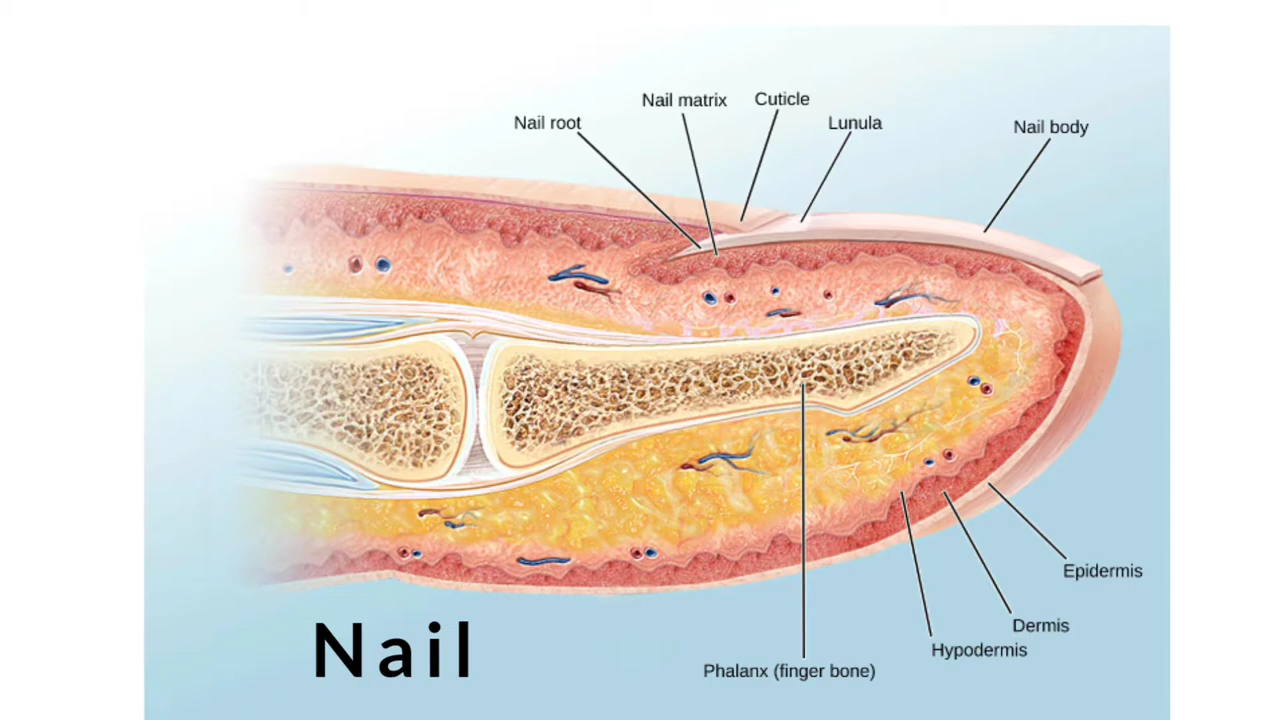 Nail matrix
Cuticle
Nail root
Lunula
Nail body
Epidermis
Dermis
Hypodermis
Phalanx (finger bone)
Nail